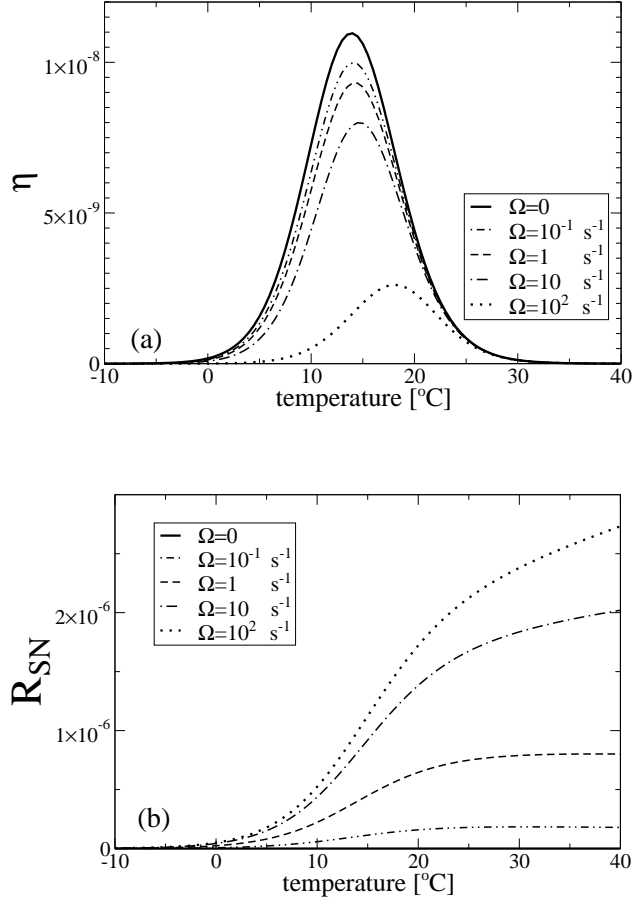 1×10⁻⁸
η
5×10⁻⁹
Ω=0
Ω=10⁻¹ s⁻¹
Ω=1 s⁻¹
Ω=10 s⁻¹
Ω=10² s⁻¹
(a)
0
-10 0 10 20 30 40
temperature [°C]
Ω=0
Ω=10⁻¹ s⁻¹
Ω=1 s⁻¹
Ω=10 s⁻¹
Ω=10² s⁻¹
2×10⁻⁶
R_SN
1×10⁻⁶
(b)
0
-10 0 10 20 30 40
temperature [°C]